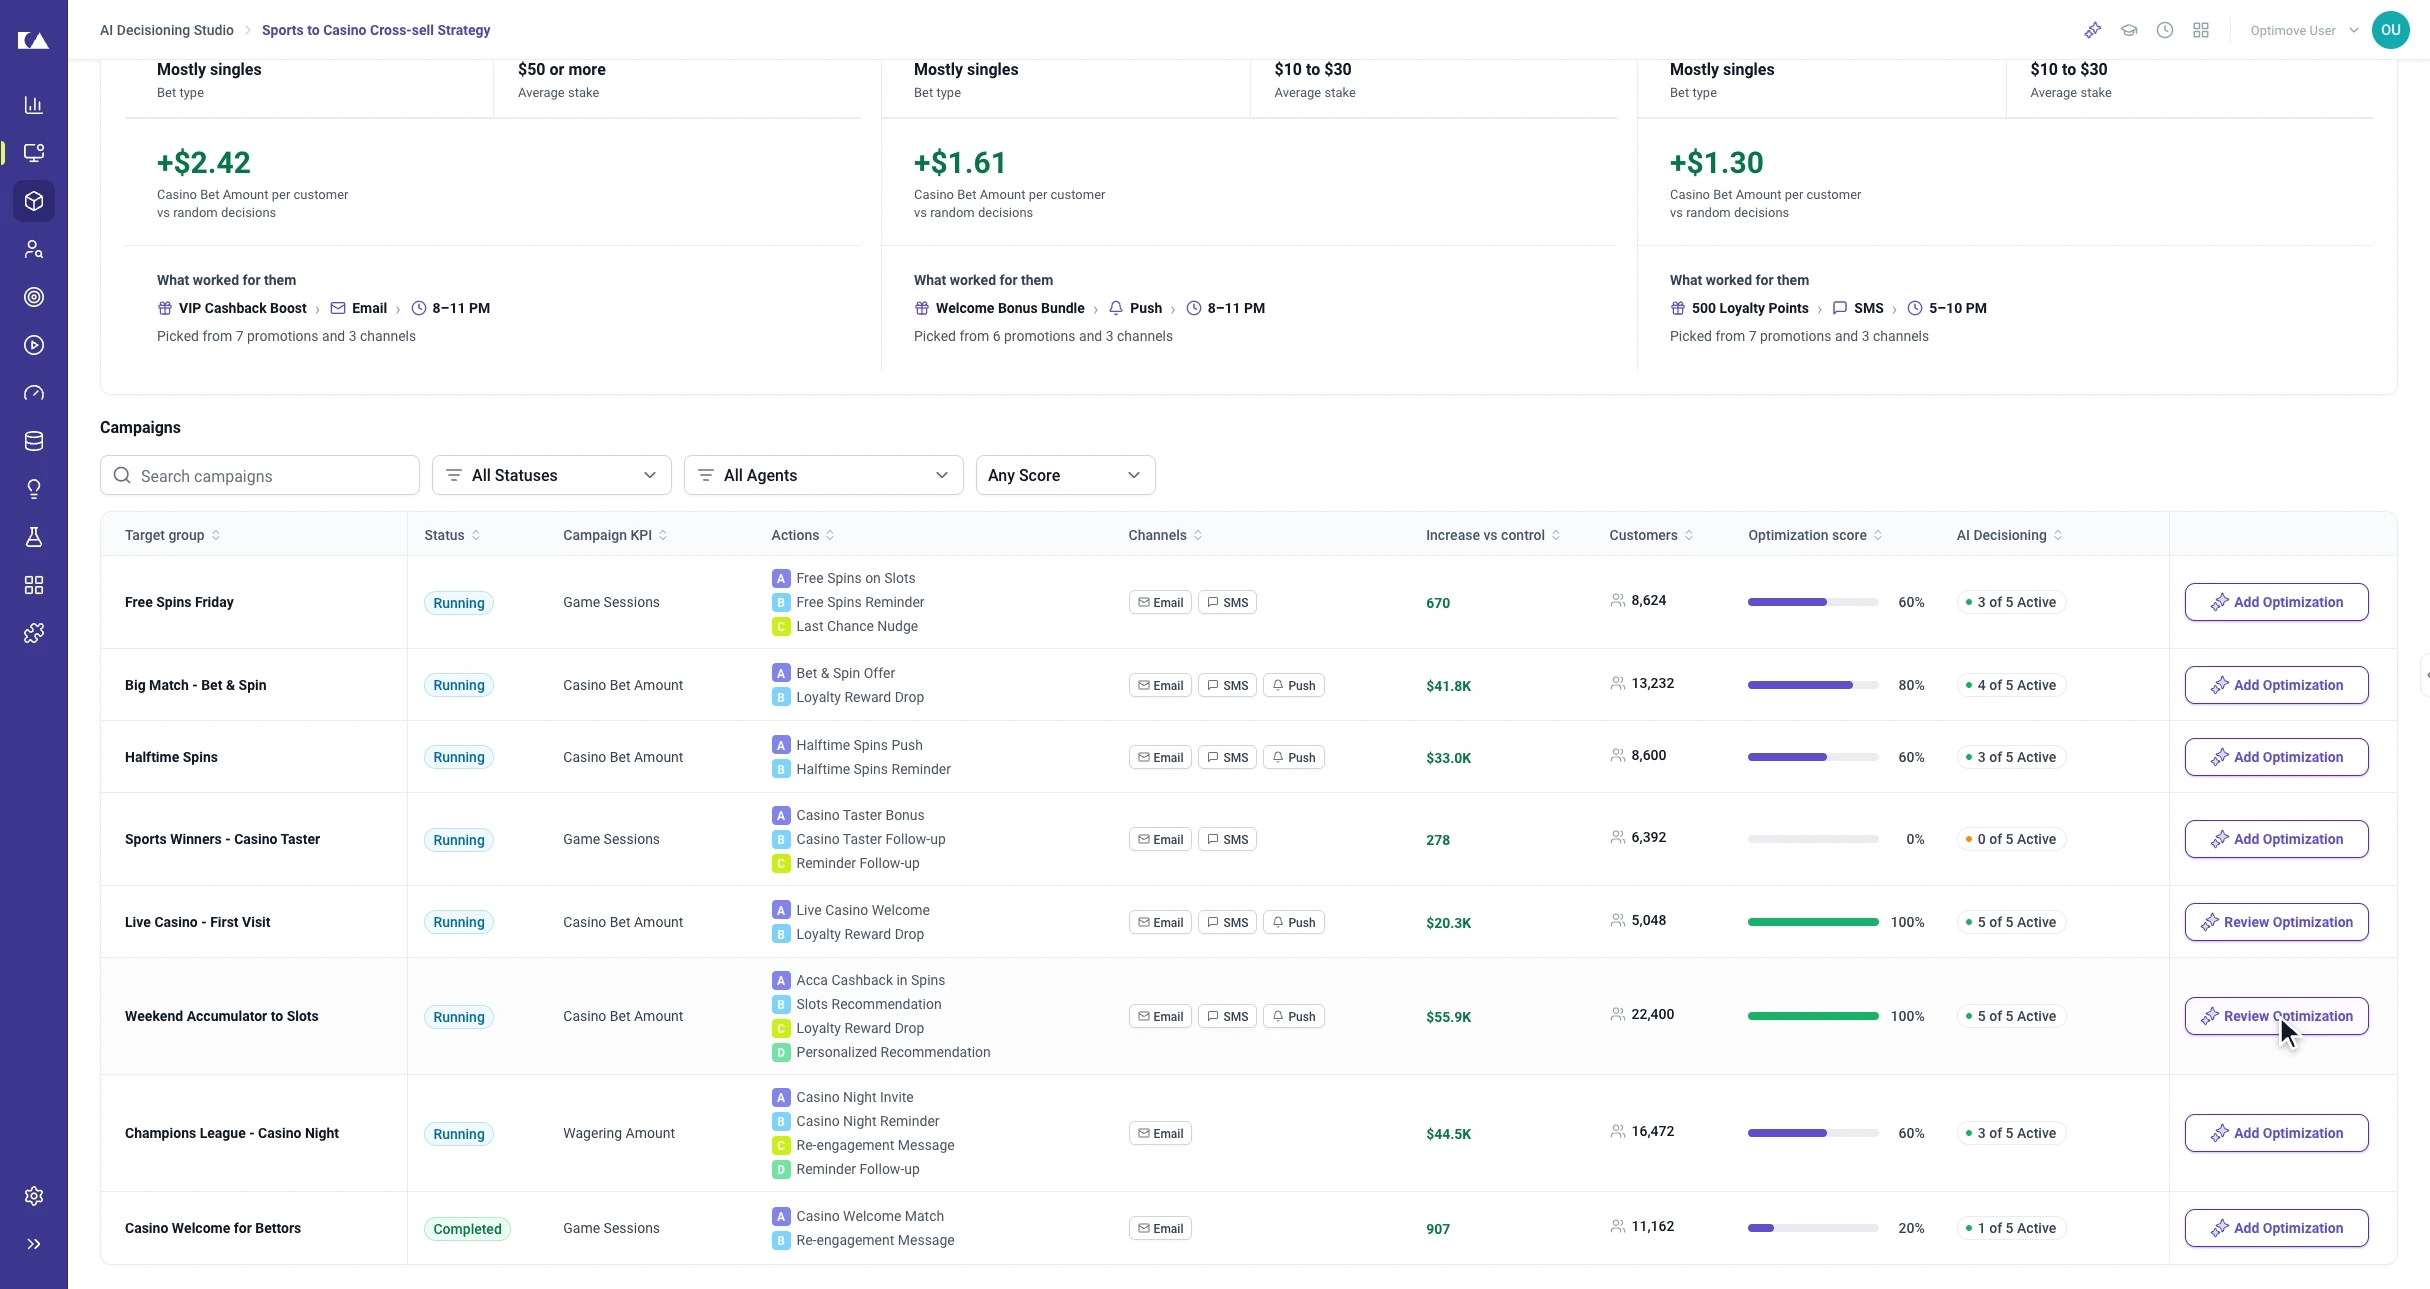 AI Decisioning Studio > Sports to Casino Cross-sell Strategy
Optimove User OU
Mostly singles
Bet type
$50 or more
Average stake
+$2.42
Casino Bet Amount per customer
vs random decisions
What worked for them
VIP Cashback Boost > Email > 8–11 PM
Picked from 7 promotions and 3 channels
Mostly singles
Bet type
$10 to $30
Average stake
+$1.61
Casino Bet Amount per customer
vs random decisions
What worked for them
Welcome Bonus Bundle > Push > 8–11 PM
Picked from 6 promotions and 3 channels
Mostly singles
Bet type
$10 to $30
Average stake
+$1.30
Casino Bet Amount per customer
vs random decisions
What worked for them
500 Loyalty Points > SMS > 5–10 PM
Picked from 7 promotions and 3 channels
Campaigns
Search campaigns
All Statuses
All Agents
Any Score
Target group Status Campaign KPI Actions Channels Increase vs control Customers Optimization score AI Decisioning
Free Spins Friday
Running
Game Sessions
A Free Spins on Slots
B Free Spins Reminder
C Last Chance Nudge
Email SMS
670
8,624
60%
3 of 5 Active
Add Optimization
Big Match - Bet & Spin
Running
Casino Bet Amount
A Bet & Spin Offer
B Loyalty Reward Drop
Email SMS Push
$41.8K
13,232
80%
4 of 5 Active
Add Optimization
Halftime Spins
Running
Casino Bet Amount
A Halftime Spins Push
B Halftime Spins Reminder
Email SMS Push
$33.0K
8,600
60%
3 of 5 Active
Add Optimization
Sports Winners - Casino Taster
Running
Game Sessions
A Casino Taster Bonus
B Casino Taster Follow-up
C Reminder Follow-up
Email SMS
278
6,392
0%
0 of 5 Active
Add Optimization
Live Casino - First Visit
Running
Casino Bet Amount
A Live Casino Welcome
B Loyalty Reward Drop
Email SMS Push
$20.3K
5,048
100%
5 of 5 Active
Review Optimization
Weekend Accumulator to Slots
Running
Casino Bet Amount
A Acca Cashback in Spins
B Slots Recommendation
C Loyalty Reward Drop
D Personalized Recommendation
Email SMS Push
$55.9K
22,400
100%
5 of 5 Active
Review Optimization
Champions League - Casino Night
Running
Wagering Amount
A Casino Night Invite
B Casino Night Reminder
C Re-engagement Message
D Reminder Follow-up
Email
$44.5K
16,472
60%
3 of 5 Active
Add Optimization
Casino Welcome for Bettors
Completed
Game Sessions
A Casino Welcome Match
B Re-engagement Message
Email
907
11,162
20%
1 of 5 Active
Add Optimization